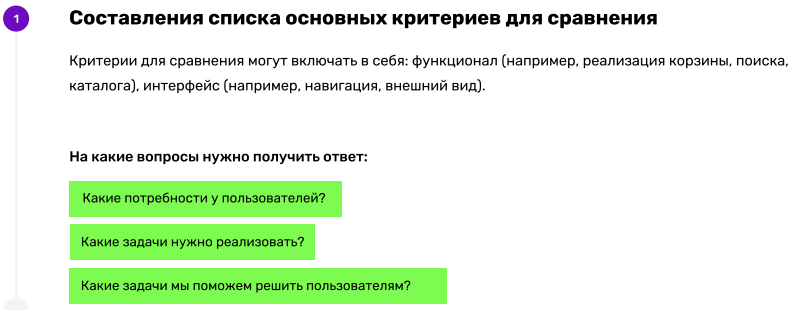 1
Составления списка основных критериев для сравнения
Критерии для сравнения могут включать в себя: функционал (например, реализация корзины, поиска,
каталога), интерфейс (например, навигация, внешний вид).
На какие вопросы нужно получить ответ:
Какие потребности у пользователей?
Какие задачи нужно реализовать?
Какие задачи мы поможем решить пользователям?